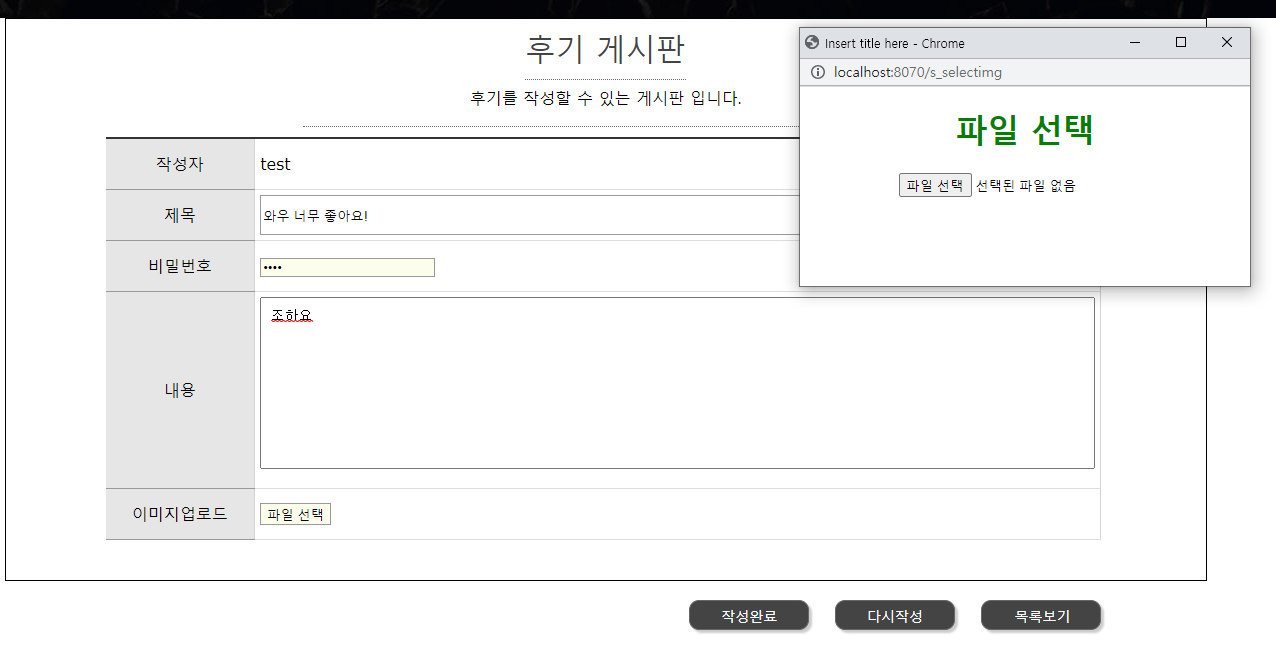 후기 게시판
후기를 작성할 수 있는 게시판 입니다.
작성자 test
제목 와우 너무 좋아요!
비밀번호 ••••
내용 조하요
이미지업로드 파일 선택
작성완료 다시작성 목록보기
Insert title here - Chrome
localhost:8070/s_selectimg
파일 선택
파일 선택 선택된 파일 없음